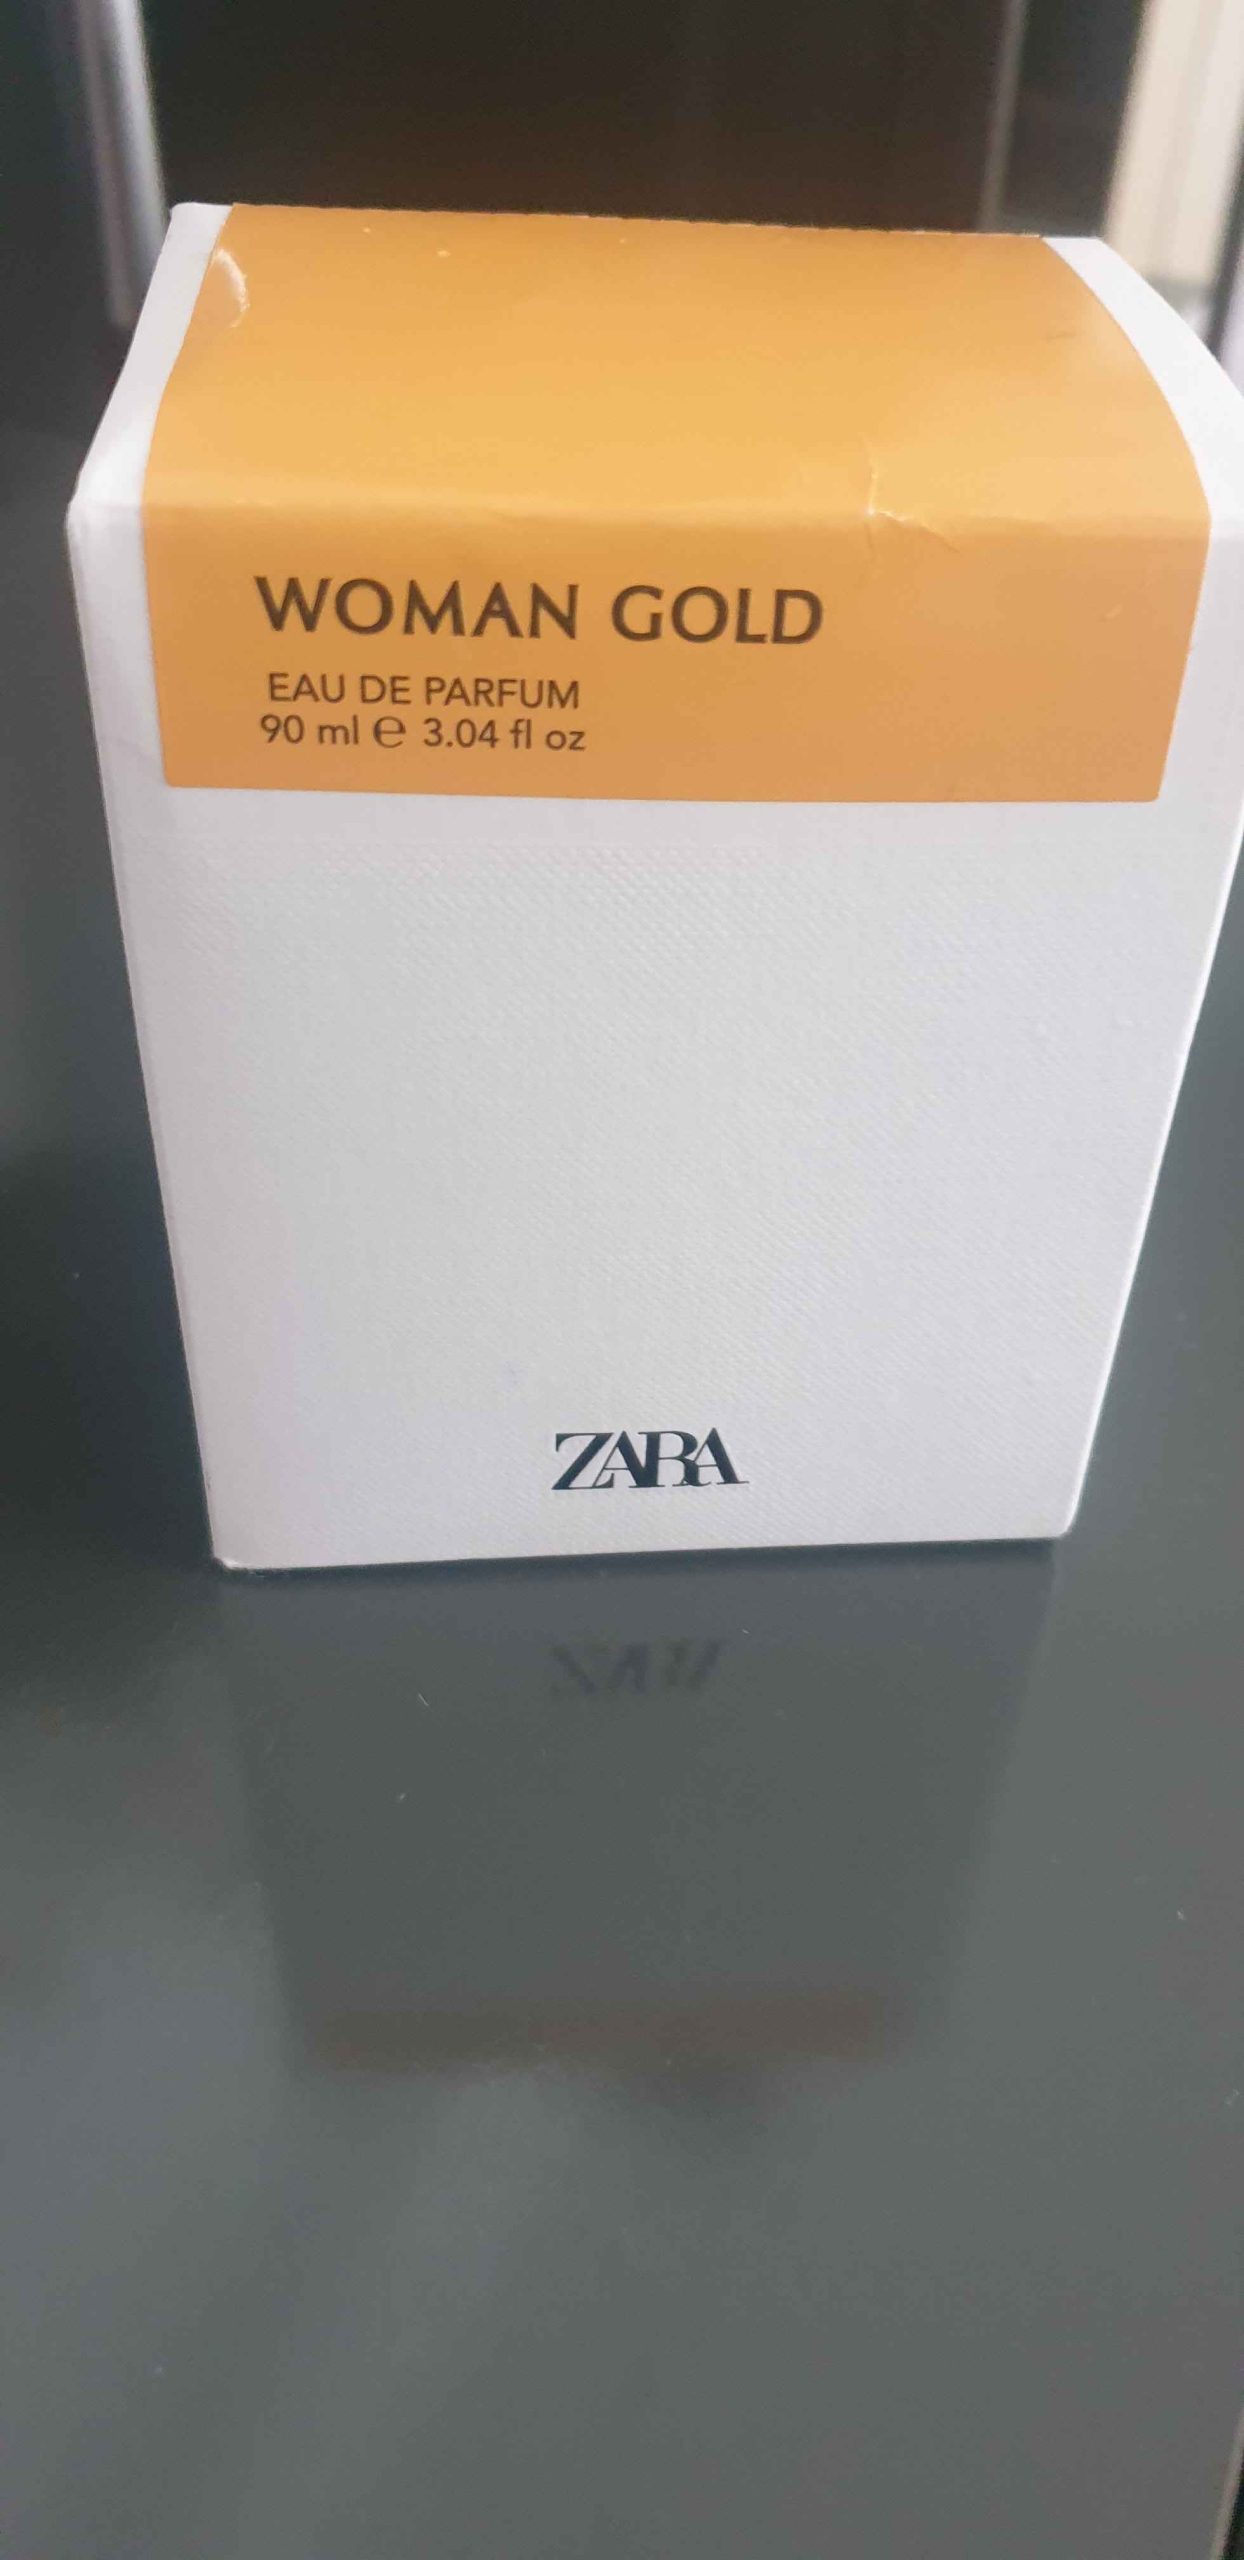 WOMAN GOLD
EAU DE PARFUM
90 ml ℮ 3.04 fl oz
ZARA